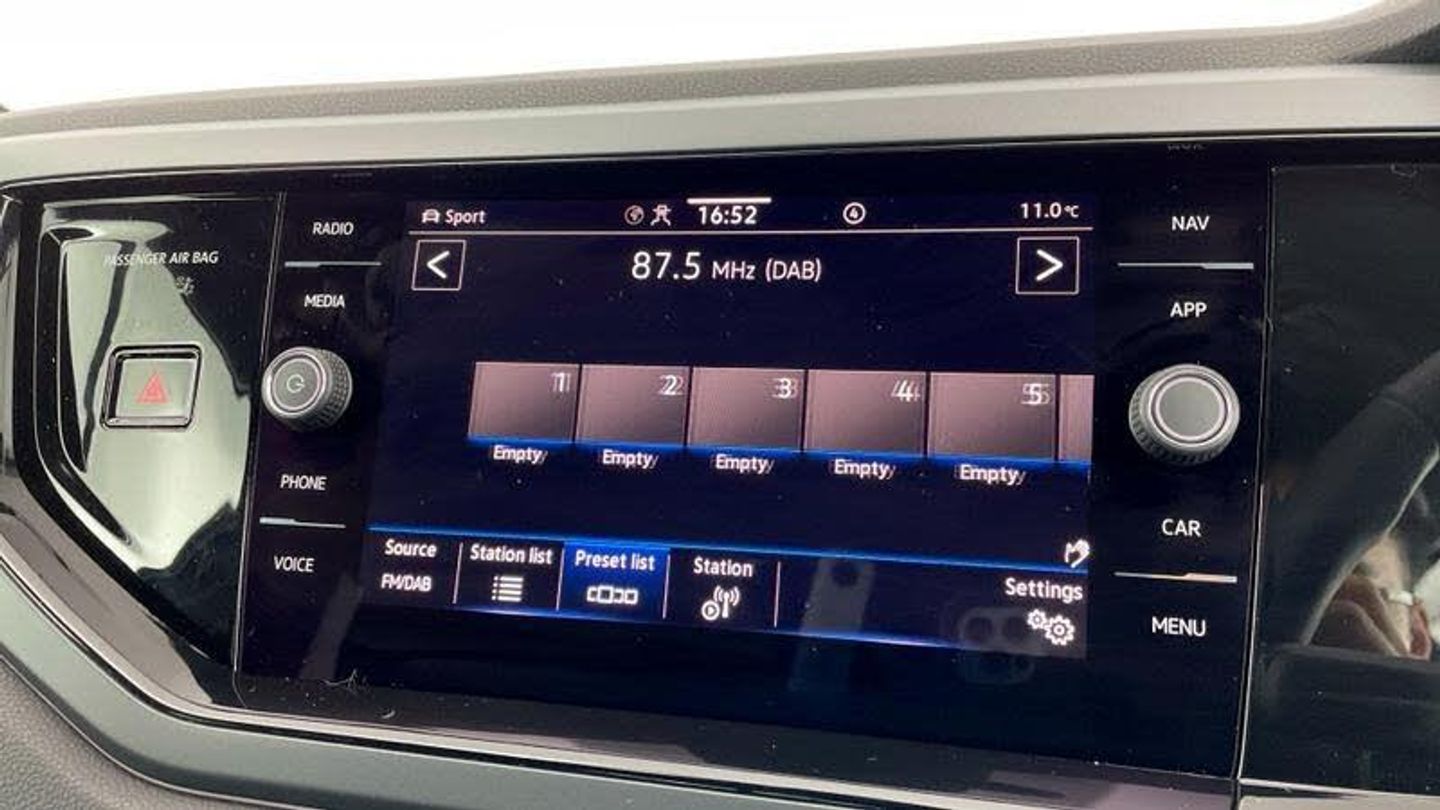 PASSENGER AIR BAG
RADIO
MEDIA
PHONE
VOICE
Sport
16:52
4
11.0°C
<
87.5 MHz (DAB)
>
1
2
3
4
5
Empty
Empty
Empty
Empty
Empty
Source
FM/DAB
Station list
Preset list
Station
Settings
NAV
APP
CAR
MENU